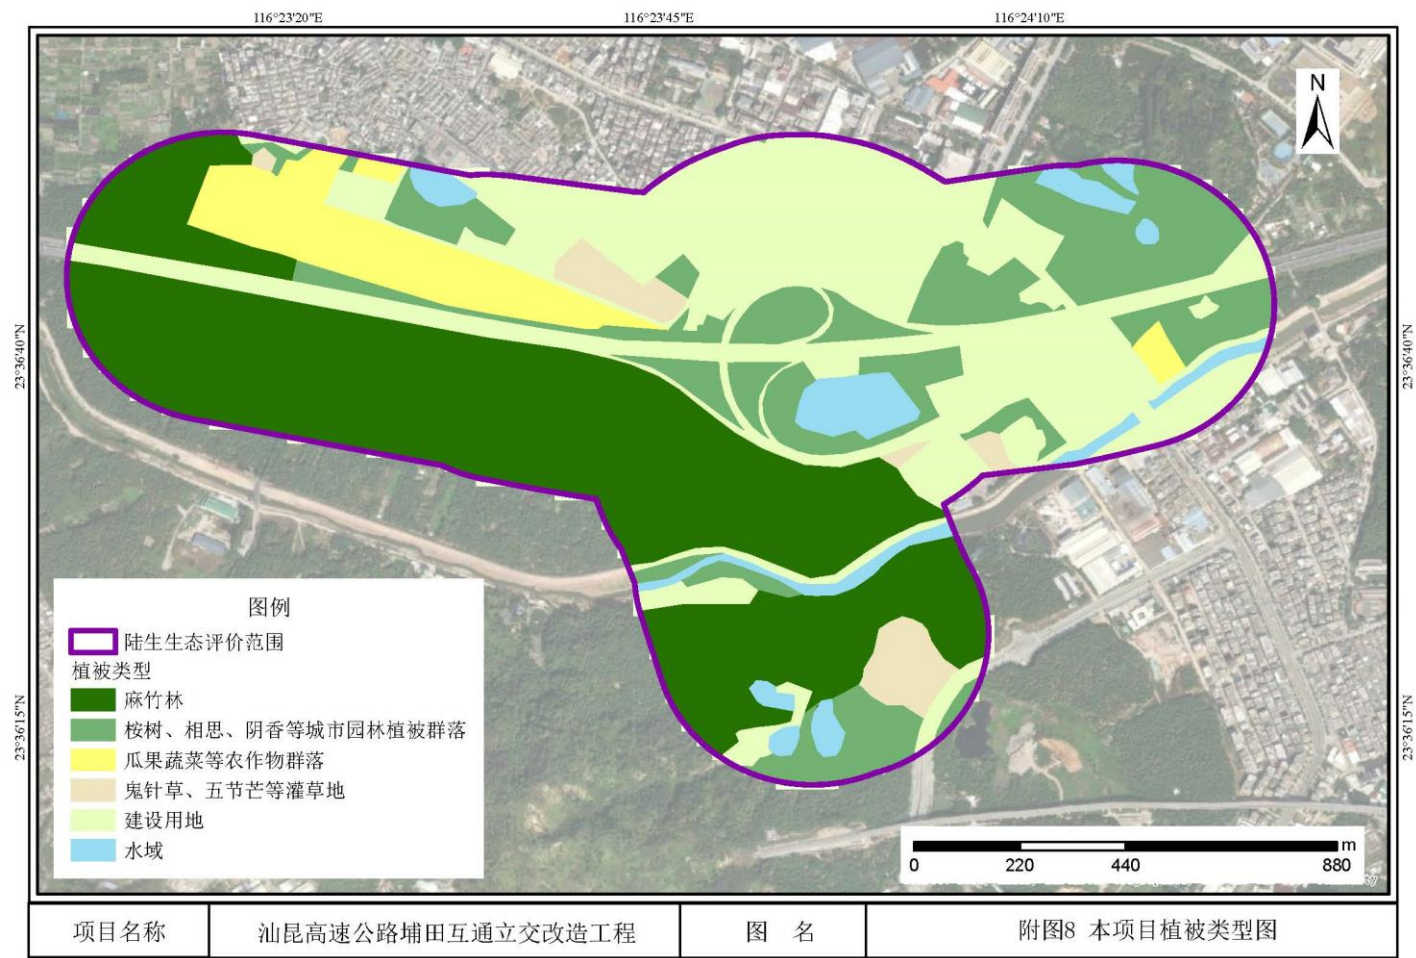 116°23'20"E 116°23'45"E 116°24'10"E
N
23°36'40"N 23°36'40"N
图例
陆生生态评价范围
植被类型
麻竹林
桉树、相思、阴香等城市园林植被群落
瓜果蔬菜等农作物群落
鬼针草、五节芒等灌草地
建设用地
水域
23°36'15"N 23°36'15"N
m
0 220 440 880
项目名称 汕昆高速公路埔田互通立交改造工程 图 名 附图8 本项目植被类型图